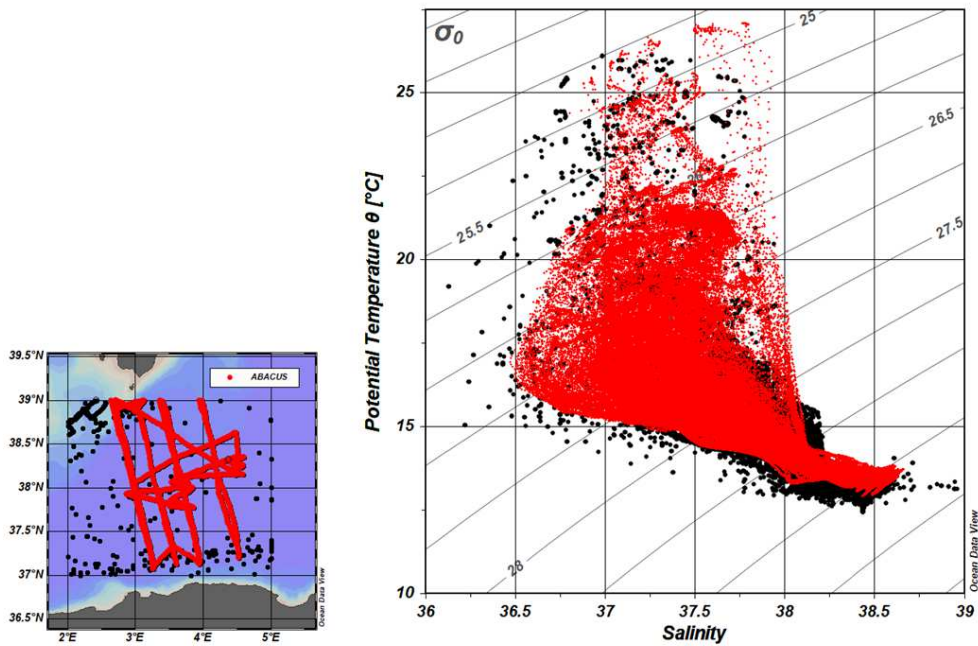 39.5°N
39°N
38.5°N
38°N
37.5°N
37°N
36.5°N
2°E
3°E
4°E
5°E
ABACUS
Ocean Data View
σ0
Potential Temperature θ [°C]
25
20
15
10
36
36.5
37
37.5
38
38.5
39
Salinity
25
25.5
26
26.5
27.5
28
Ocean Data View